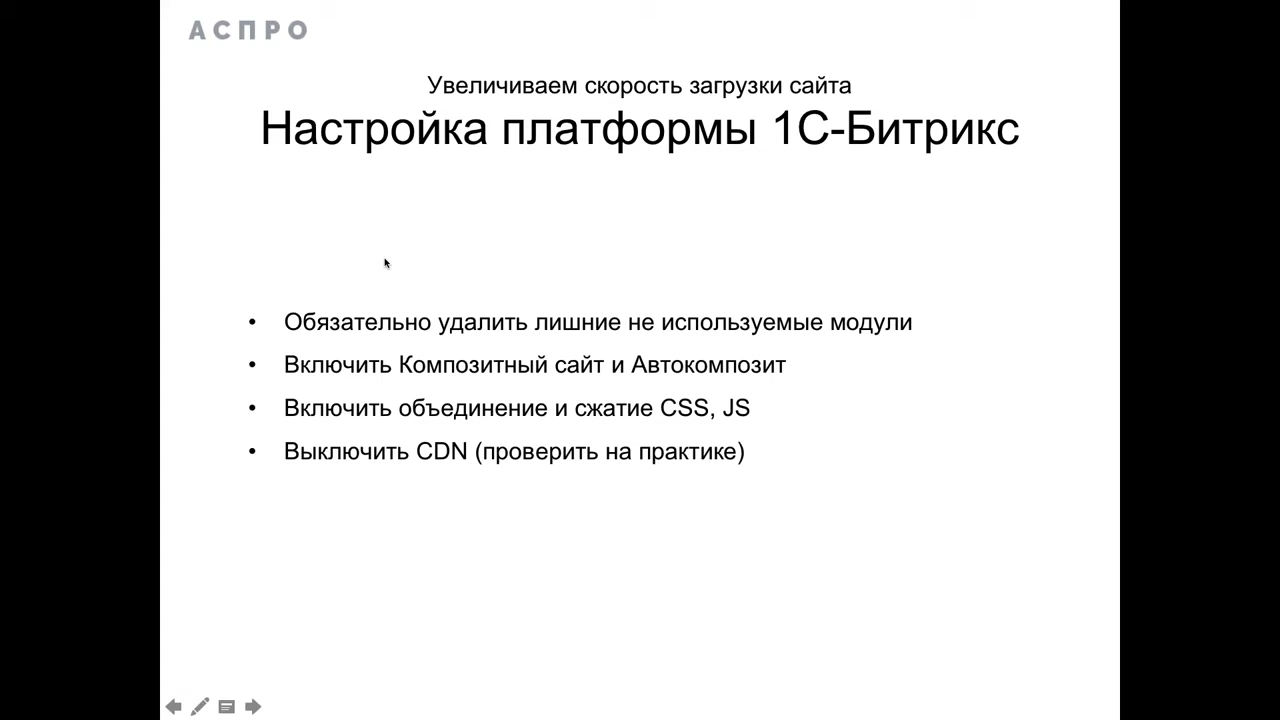 АСПРО
Увеличиваем скорость загрузки сайта
Настройка платформы 1С-Битрикс
• Обязательно удалить лишние не используемые модули
• Включить Композитный сайт и Автокомпозит
• Включить объединение и сжатие CSS, JS
• Выключить CDN (проверить на практике)